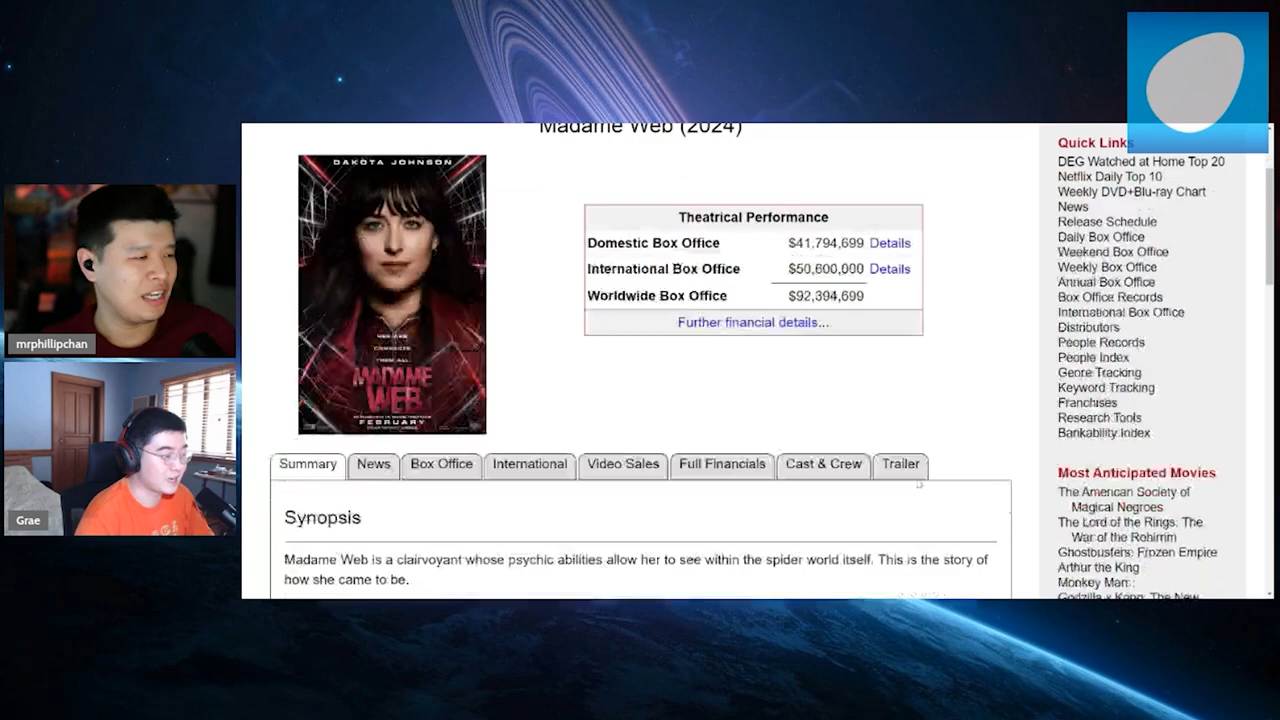 Madame Web (2024)
DAKOTA JOHNSON
MADAME
WEB
FEBRUARY
Theatrical Performance
Domestic Box Office $41,794,699 Details
International Box Office $50,600,000 Details
Worldwide Box Office $92,394,699
Further financial details...
Summary News Box Office International Video Sales Full Financials Cast & Crew Trailer
Synopsis
Madame Web is a clairvoyant whose psychic abilities allow her to see within the spider world itself. This is the story of
how she came to be.
Quick Links
DEG Watched at Home Top 20
Netflix Daily Top 10
Weekly DVD+Blu-ray Chart
News
Release Schedule
Daily Box Office
Weekend Box Office
Weekly Box Office
Annual Box Office
Box Office Records
International Box Office
Distributors
People Records
People Index
Genre Tracking
Keyword Tracking
Franchises
Research Tools
Bankability Index
Most Anticipated Movies
The American Society of
Magical Negroes
The Lord of the Rings: The
War of the Rohirrim
Ghostbusters: Frozen Empire
Arthur the King
Monkey Man
Godzilla x Kong: The New
mrphillipchan
Grae